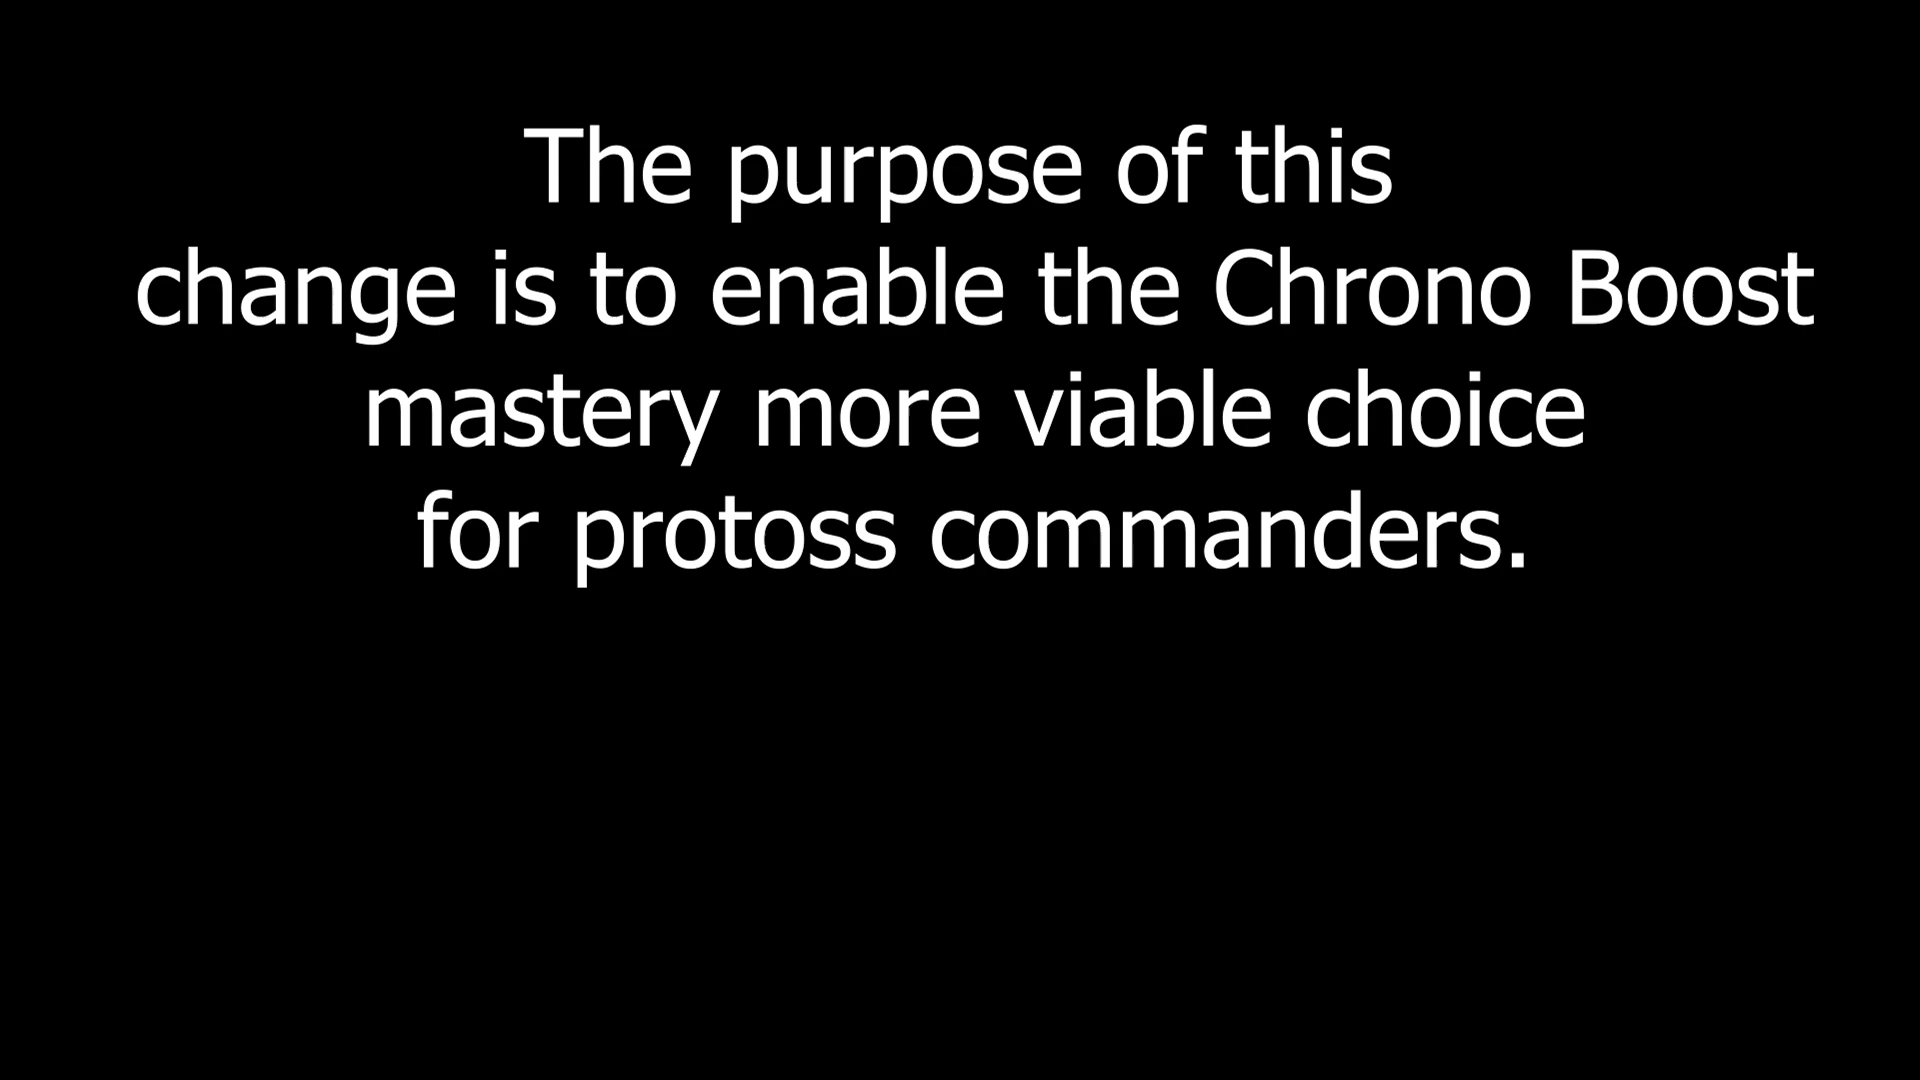 The purpose of this
change is to enable the Chrono Boost
mastery more viable choice
for protoss commanders.